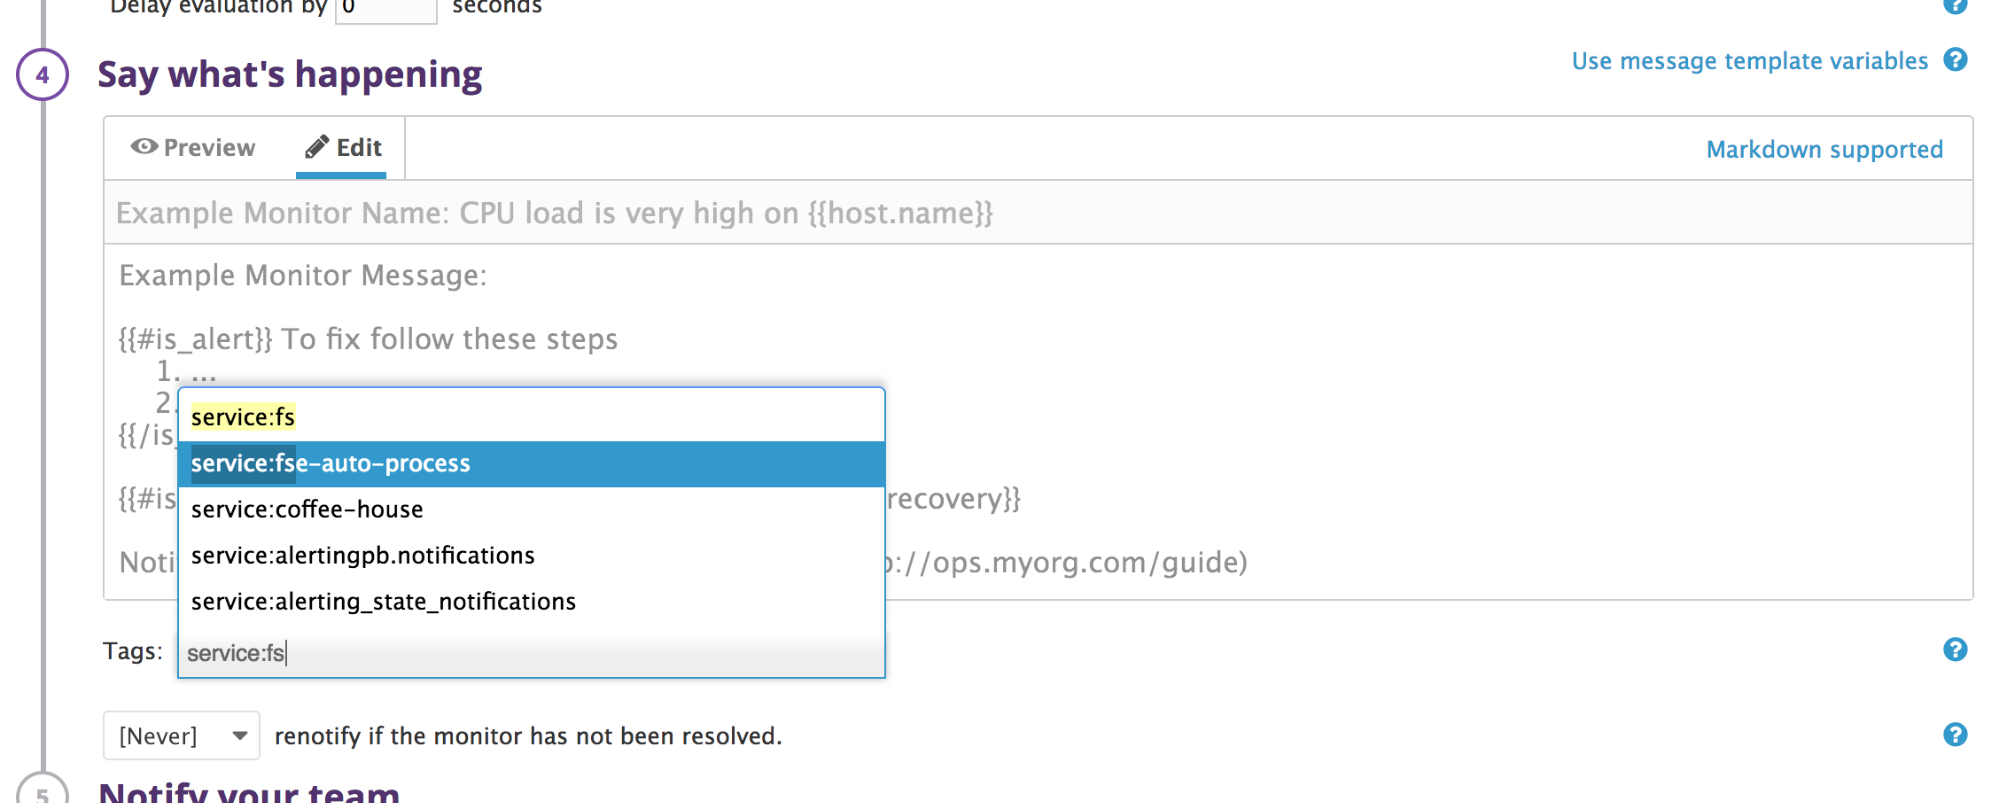 Delay evaluation by 0 seconds
4 Say what's happening
Use message template variables ?
Preview Edit
Markdown supported
Example Monitor Name: CPU load is very high on {{host.name}}
Example Monitor Message:
{{#is_alert}} To fix follow these steps
1. ...
2.
{{/is_
{{#is recovery}}
Noti ://ops.myorg.com/guide)
service:fs
service:fse-auto-process
service:coffee-house
service:alertingpb.notifications
service:alerting_state_notifications
Tags: service:fs
?
[Never] renotify if the monitor has not been resolved.
?
5 Notify your team